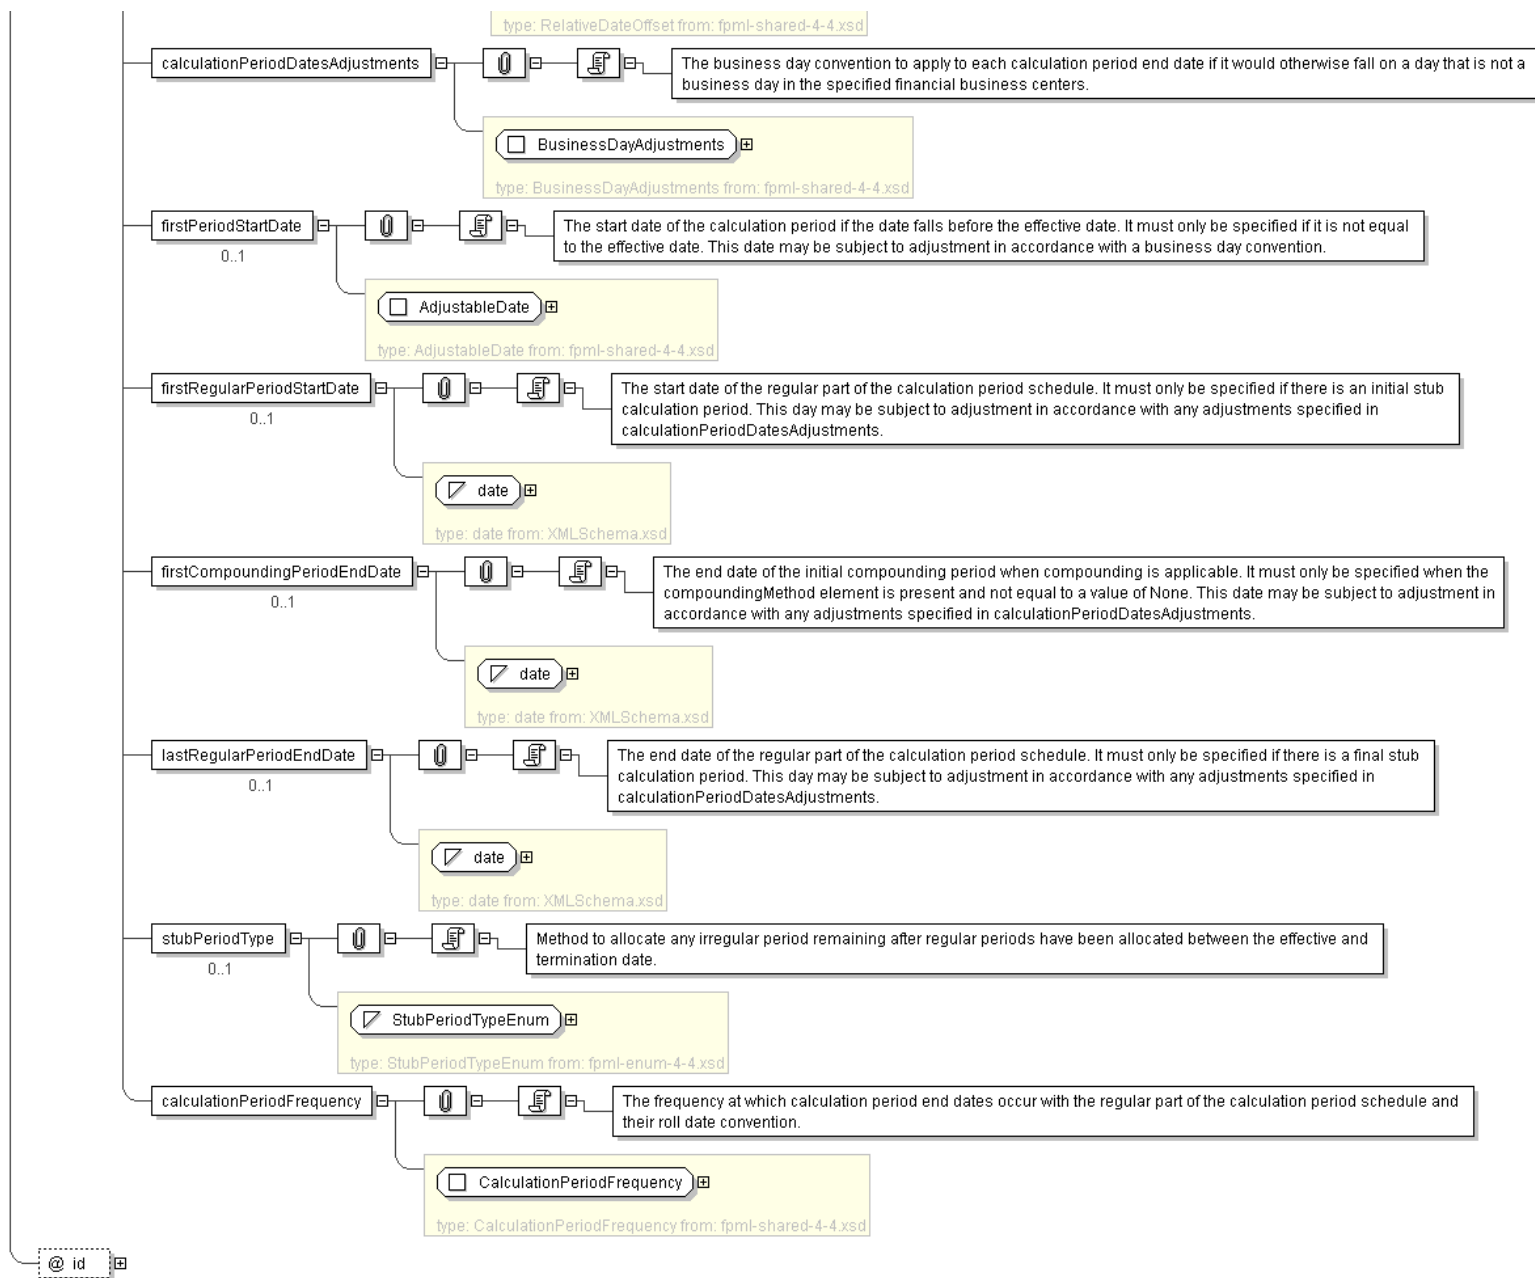 type: RelativeDateOffset from: fpml-shared-4-4.xsd
calculationPeriodDatesAdjustments
The business day convention to apply to each calculation period end date if it would otherwise fall on a day that is not a
business day in the specified financial business centers.
BusinessDayAdjustments
type: BusinessDayAdjustments from: fpml-shared-4-4.xsd
firstPeriodStartDate
0..1
The start date of the calculation period if the date falls before the effective date. It must only be specified if it is not equal
to the effective date. This date may be subject to adjustment in accordance with a business day convention.
AdjustableDate
type: AdjustableDate from: fpml-shared-4-4.xsd
firstRegularPeriodStartDate
0..1
The start date of the regular part of the calculation period schedule. It must only be specified if there is an initial stub
calculation period. This day may be subject to adjustment in accordance with any adjustments specified in
calculationPeriodDatesAdjustments.
date
type: date from: XMLSchema.xsd
firstCompoundingPeriodEndDate
0..1
The end date of the initial compounding period when compounding is applicable. It must only be specified when the
compoundingMethod element is present and not equal to a value of None. This date may be subject to adjustment in
accordance with any adjustments specified in calculationPeriodDatesAdjustments.
date
type: date from: XMLSchema.xsd
lastRegularPeriodEndDate
0..1
The end date of the regular part of the calculation period schedule. It must only be specified if there is a final stub
calculation period. This day may be subject to adjustment in accordance with any adjustments specified in
calculationPeriodDatesAdjustments.
date
type: date from: XMLSchema.xsd
stubPeriodType
0..1
Method to allocate any irregular period remaining after regular periods have been allocated between the effective and
termination date.
StubPeriodTypeEnum
type: StubPeriodTypeEnum from: fpml-enum-4-4.xsd
calculationPeriodFrequency
The frequency at which calculation period end dates occur with the regular part of the calculation period schedule and
their roll date convention.
CalculationPeriodFrequency
type: CalculationPeriodFrequency from: fpml-shared-4-4.xsd
@ id